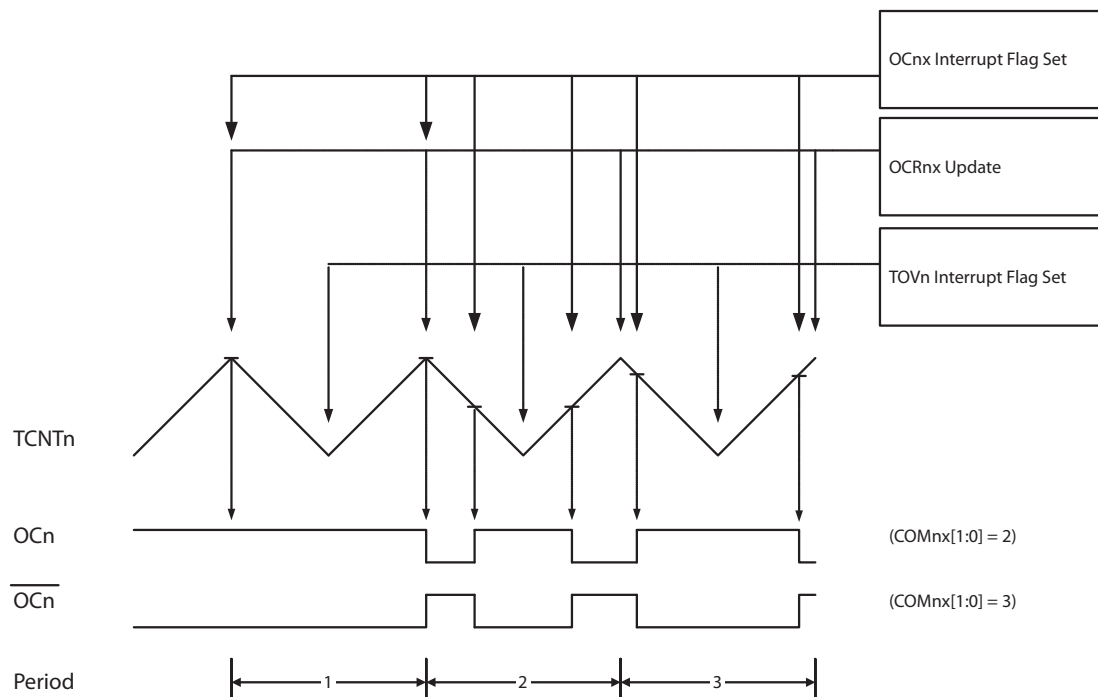 OCnx Interrupt Flag Set
OCRnx Update
TOVn Interrupt Flag Set
TCNTn
OCn
(COMnx[1:0] = 2)
OCn
(COMnx[1:0] = 3)
Period
1
2
3